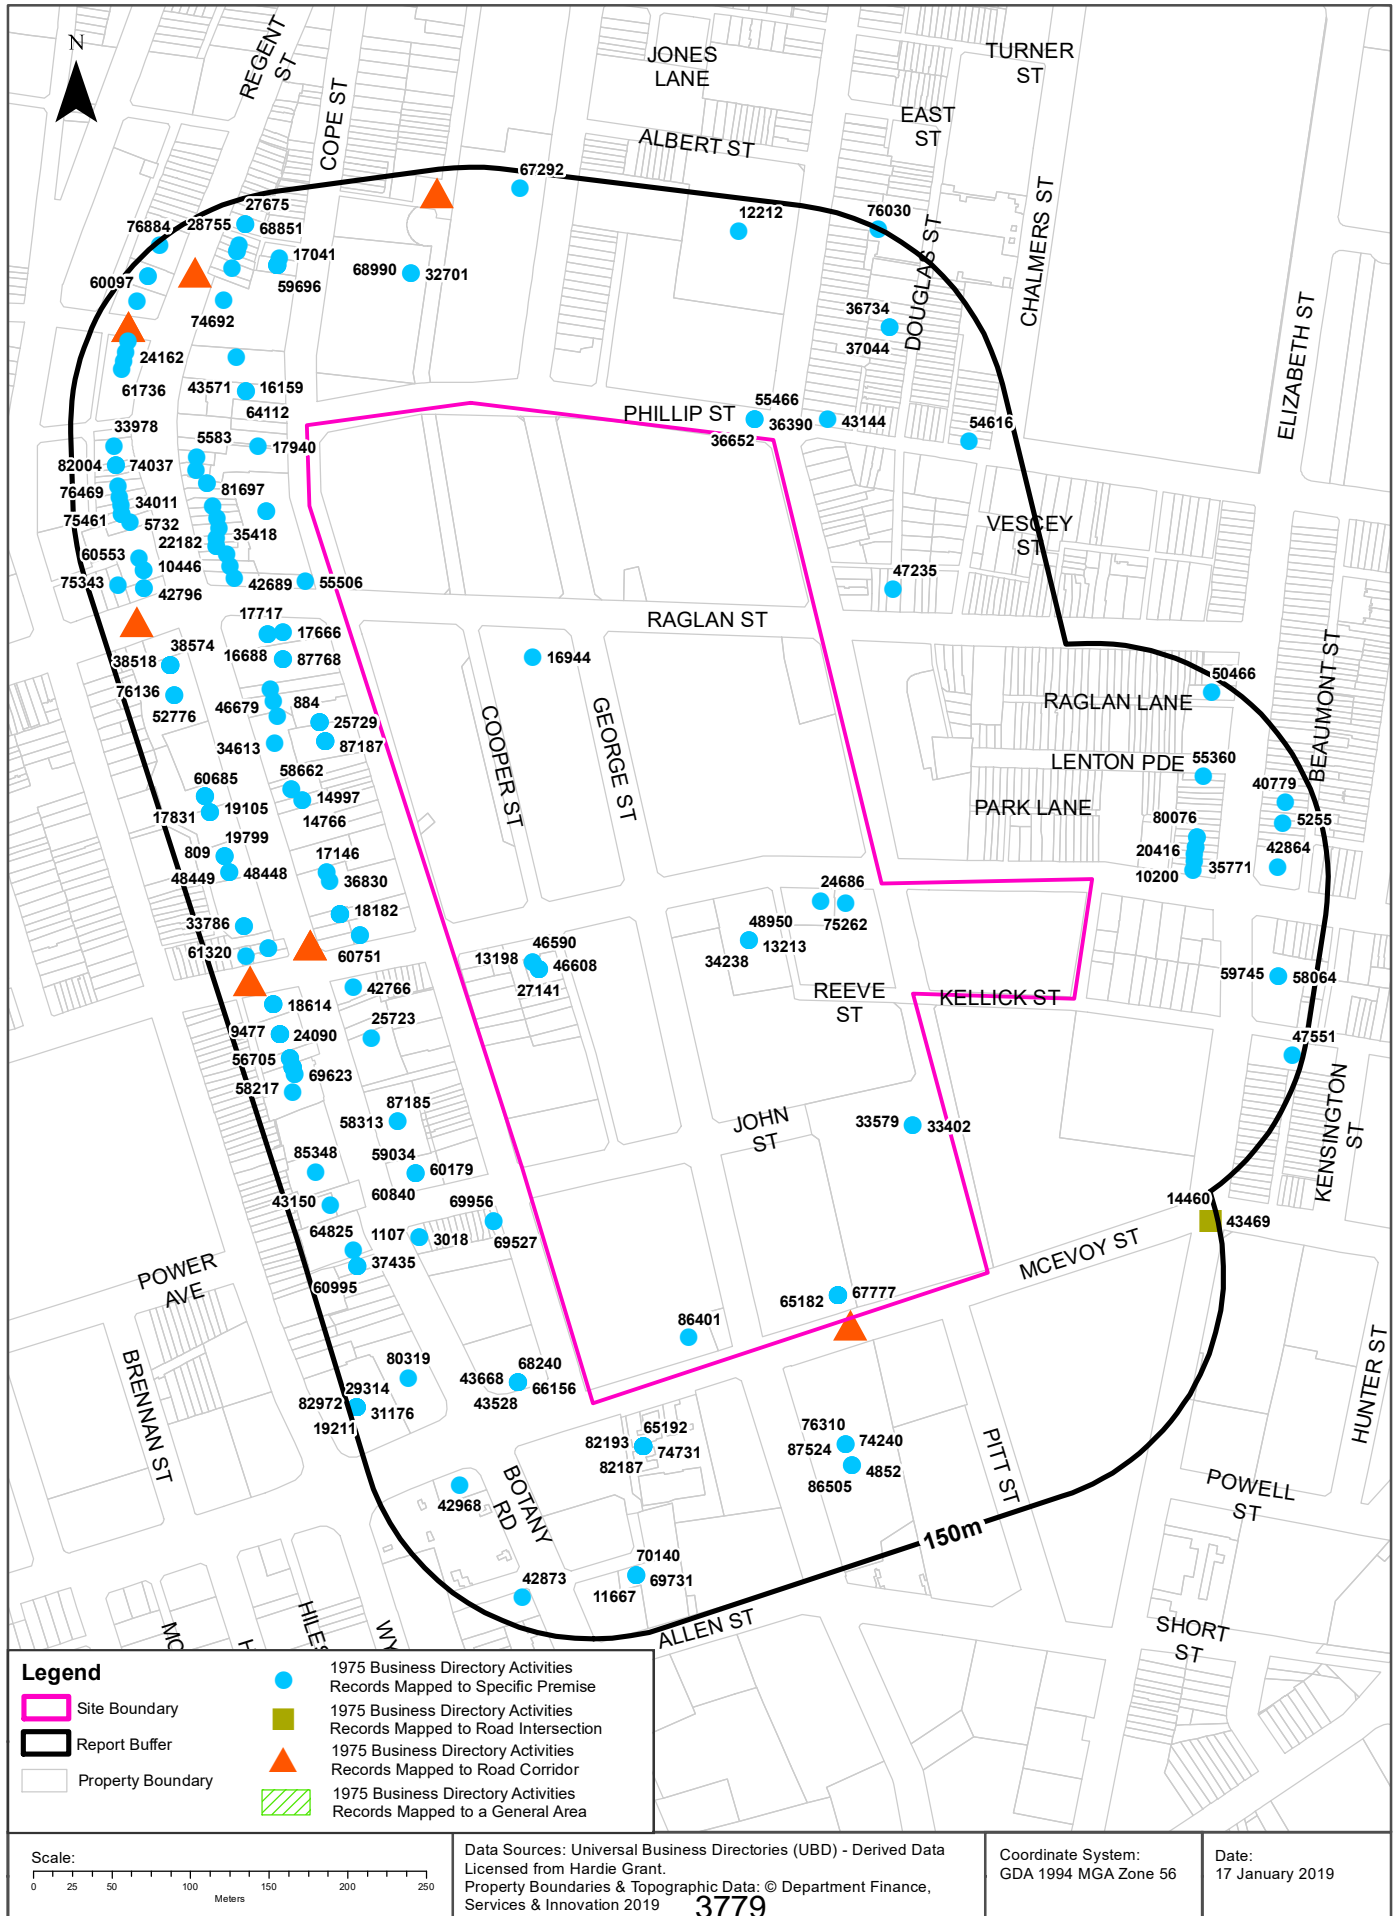 N
REGENT
ST
COPE ST
JONES
LANE
TURNER
ST
EAST
ST
ALBERT ST
CHALMERS ST
DOUGLAS ST
ELIZABETH ST
67292
27675
76884
28755
68851
12212
76030
17041
68990
32701
60097
59696
74692
36734
37044
24162
61736
43571
16159
64112
PHILLIP ST
55466
36390
43144
36652
54616
33978
5583
17940
82004
74037
76469
81697
34011
75461
5732
35418
22182
VESCEY
ST
60553
10446
75343
42796
42689
55506
47235
17717
17666
RAGLAN ST
38574
38518
16688
87768
16944
76136
52776
46679
884
25729
34613
87187
50466
RAGLAN LANE
BEAUMONT ST
COOPER ST
GEORGE ST
LENTON PDE
55360
60685
58662
40779
PARK LANE
17831
19105
14997
14766
5255
80076
19799
809
20416
42864
48449
48448
17146
36830
10200
35771
24686
33786
18182
48950
75262
61320
60751
13213
34238
13198
46590
46608
27141
42766
59745
58064
18614
REEVE
ST
KELLICK ST
9477
24090
25723
47551
56705
69623
58217
87185
58313
JOHN
ST
33579
33402
KENSINGTON
ST
85348
59034
60179
43150
60840
69956
14460
43469
64825
1107
3018
69527
37435
60995
MCEVOY ST
POWER
AVE
65182
67777
86401
BRENNAN ST
80319
HUNTER ST
29314
82972
31176
19211
68240
43668
66156
43528
65192
82193
74731
82187
76310
74240
87524
4852
86505
PITT ST
42968
BOTANY
RD
POWELL
ST
150m
70140
42873
69731
11667
ALLEN ST
SHORT
ST
HILES
WY
MO
H
Legend
Site Boundary
Report Buffer
Property Boundary
1975 Business Directory Activities
Records Mapped to Specific Premise
1975 Business Directory Activities
Records Mapped to Road Intersection
1975 Business Directory Activities
Records Mapped to Road Corridor
1975 Business Directory Activities
Records Mapped to a General Area
Scale:
0 25 50 100 150 200 250
Meters
Data Sources: Universal Business Directories (UBD) - Derived Data
Licensed from Hardie Grant.
Property Boundaries & Topographic Data: © Department Finance,
Services & Innovation 2019
3779
Coordinate System:
GDA 1994 MGA Zone 56
Date:
17 January 2019